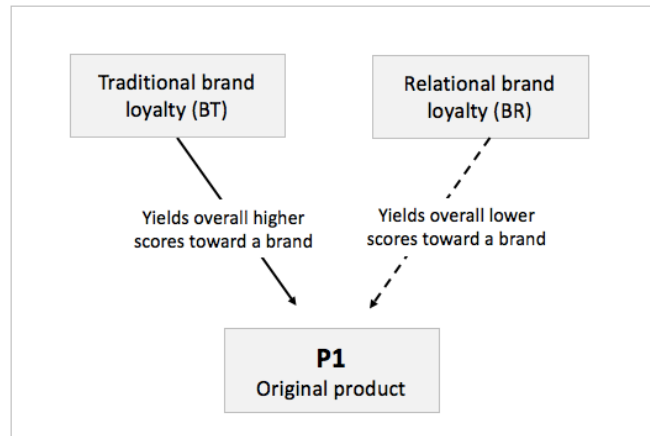 Traditional brand
loyalty (BT)
Relational brand
loyalty (BR)
Yields overall higher
scores toward a brand
Yields overall lower
scores toward a brand
P1
Original product